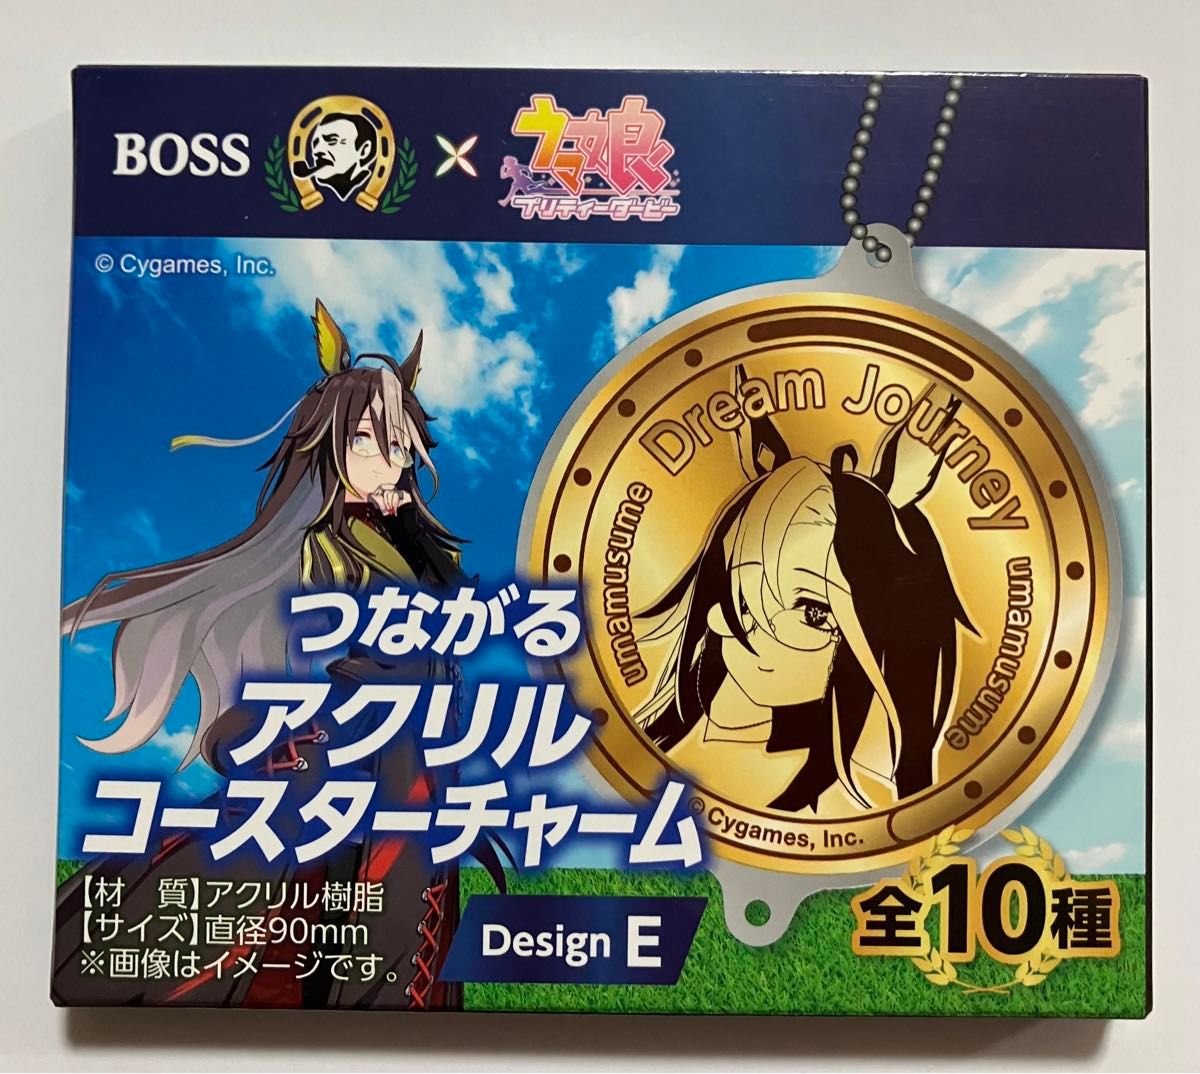 BOSS
ウマ娘
プリティーダービー
© Cygames, Inc.
Dream Journey
umamusume
umamusume
© Cygames, Inc.
つながる
アクリル
コースターチャーム
【材　質】アクリル樹脂
【サイズ】直径90mm
※画像はイメージです。
Design E
全10種